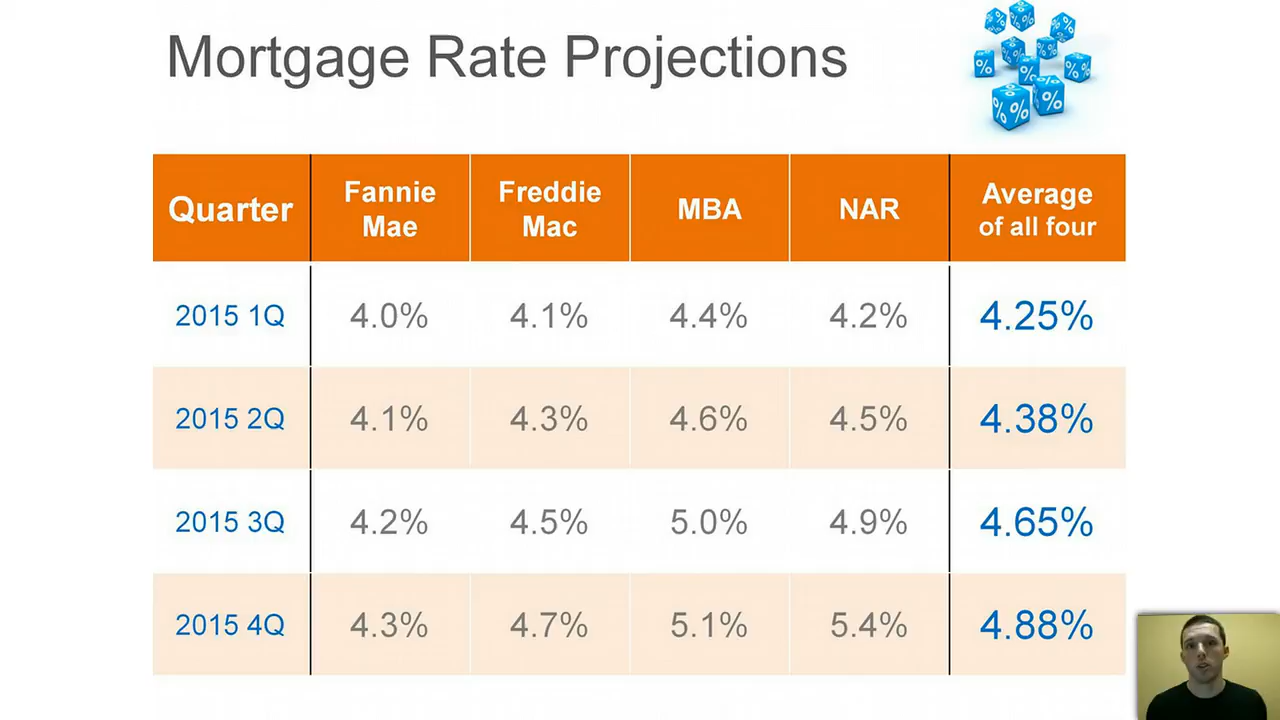 Mortgage Rate Projections
Quarter Fannie Mae Freddie Mac MBA NAR Average of all four
2015 1Q 4.0% 4.1% 4.4% 4.2% 4.25%
2015 2Q 4.1% 4.3% 4.6% 4.5% 4.38%
2015 3Q 4.2% 4.5% 5.0% 4.9% 4.65%
2015 4Q 4.3% 4.7% 5.1% 5.4% 4.88%